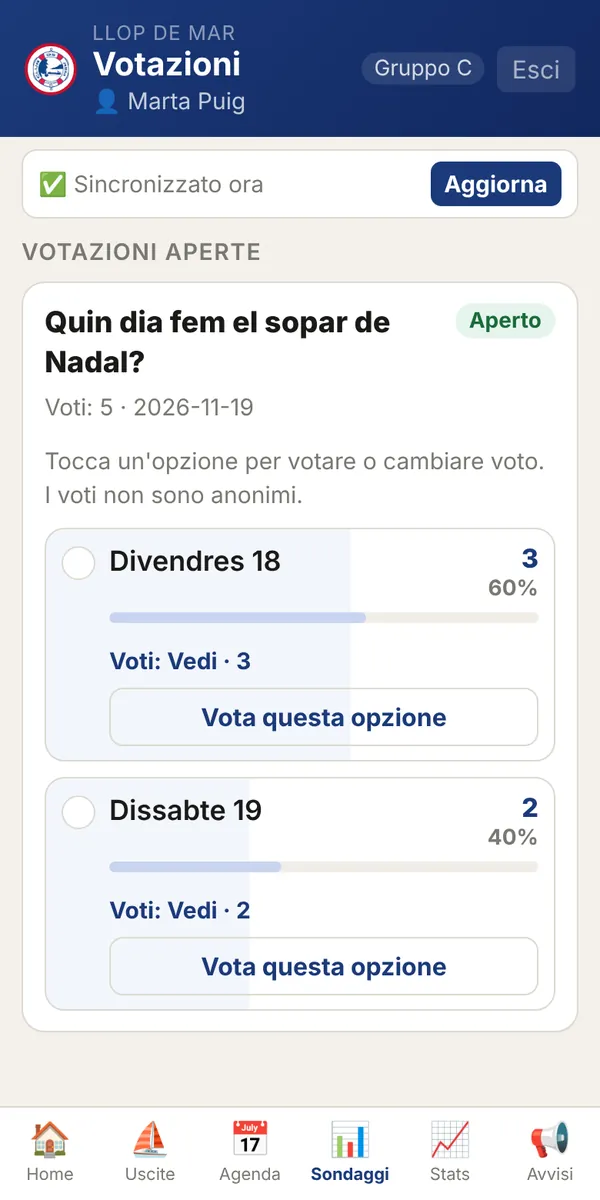 LLOP DE MAR
Votazioni
Marta Puig
Gruppo C
Esci
Sincronizzato ora
Aggiorna
VOTAZIONI APERTE
Quin dia fem el sopar de
Nadal?
Aperto
Voti: 5 · 2026-11-19
Tocca un'opzione per votare o cambiare voto.
I voti non sono anonimi.
Divendres 18
3
60%
Voti: Vedi · 3
Vota questa opzione
Dissabte 19
2
40%
Voti: Vedi · 2
Vota questa opzione
July
17
Home
Uscite
Agenda
Sondaggi
Stats
Avvisi